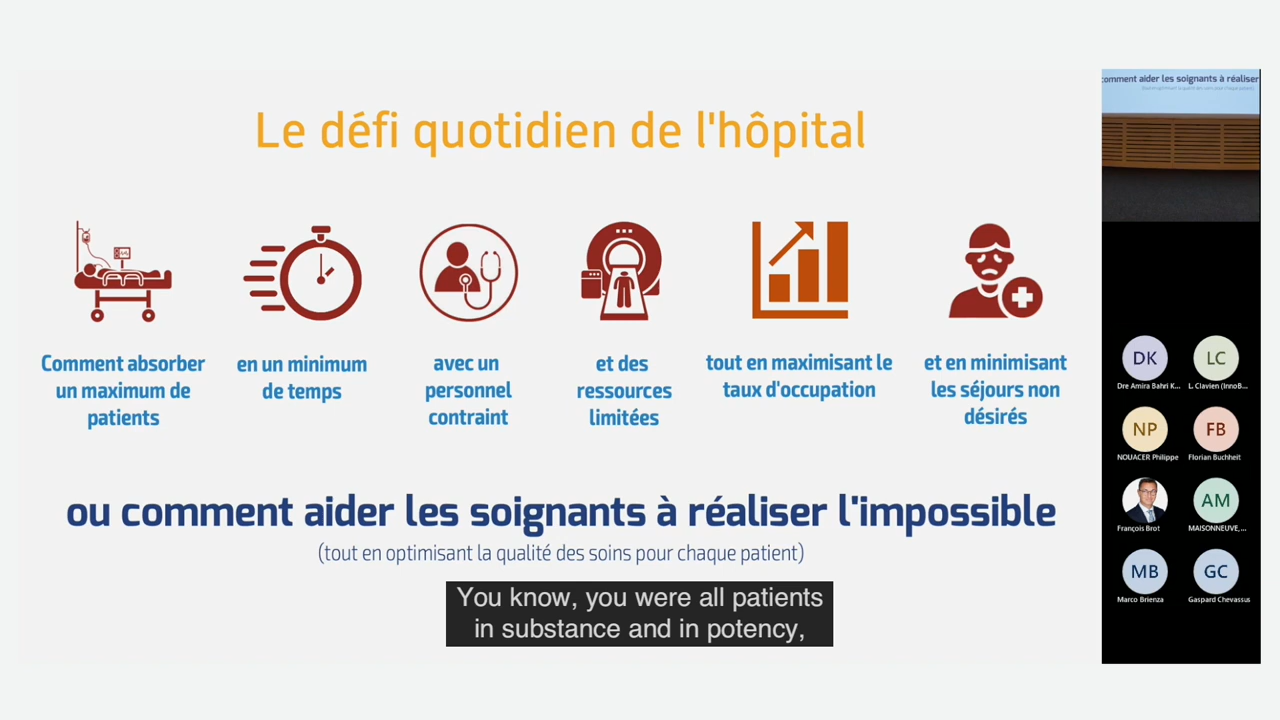 Le défi quotidien de l'hôpital
Comment absorber
un maximum de
patients
en un minimum
de temps
avec un
personnel
contraint
et des
ressources
limitées
tout en maximisant le
taux d'occupation
et en minimisant
les séjours non
désirés
ou comment aider les soignants à réaliser l'impossible
(tout en optimisant la qualité des soins pour chaque patient)
You know, you were all patients
in substance and in potency,
comment aider les soignants à réaliser
DK
LC
Dre Amira Bahri K...
L. Clavien (InnoB...
NP
FB
NOUACER Philippe
Florian Buchheit
AM
François Brot
MAISONNEUVE,...
MB
GC
Marco Brienza
Gaspard Chevassus